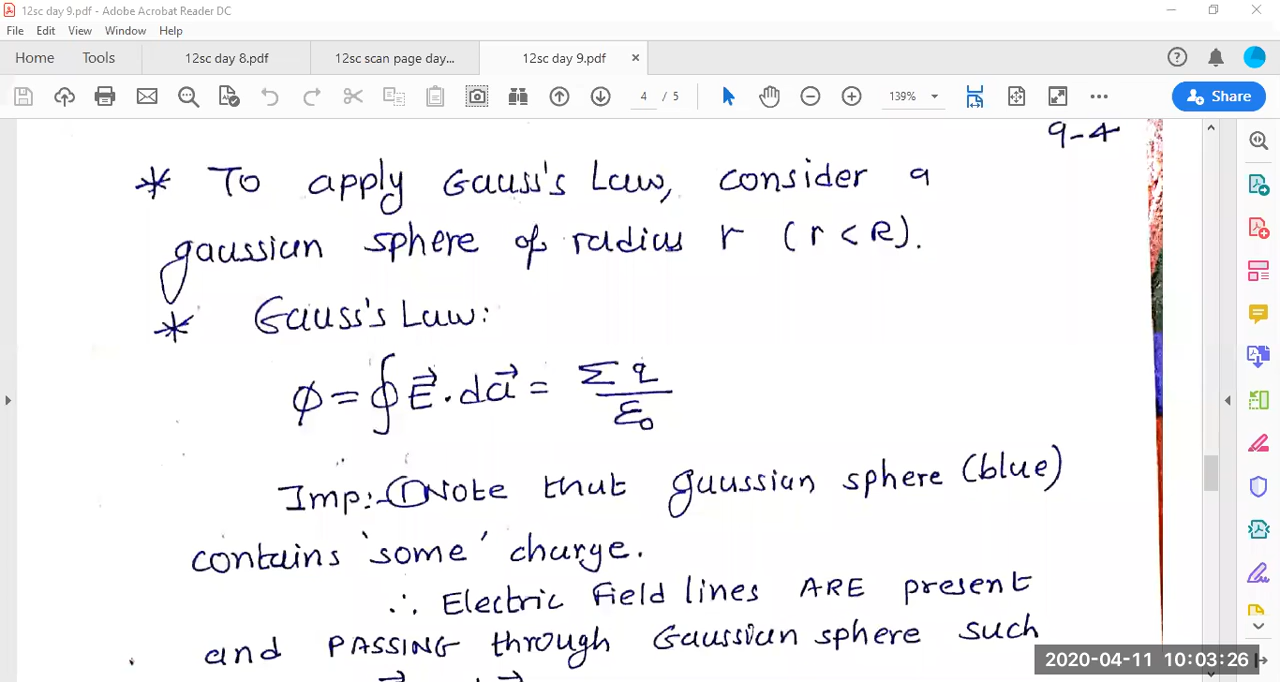 12sc day 9.pdf - Adobe Acrobat Reader DC
File Edit View Window Help
Home Tools 12sc day 8.pdf 12sc scan page day... 12sc day 9.pdf
4 / 5 139% Share
9-4
* To apply Gauss's Law, consider a
gaussian sphere of radius r (r < R).
* Gauss's Law:
ϕ = ∮ E⃗ . da⃗ = Σ q / ε₀
Imp:- ① Note that gaussian sphere (blue)
contains 'some' charge.
∴ Electric Field lines ARE present
and PASSING through Gaussian sphere such
2020-04-11 10:03:26